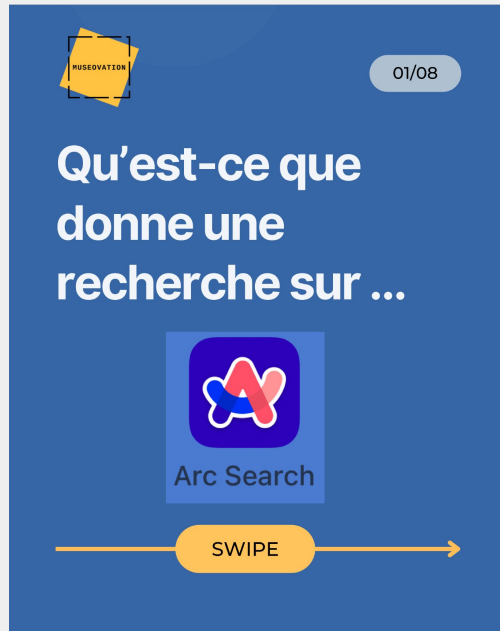 MUSEOVATION
01/08
Qu’est-ce que
donne une
recherche sur ...
Arc Search
SWIPE